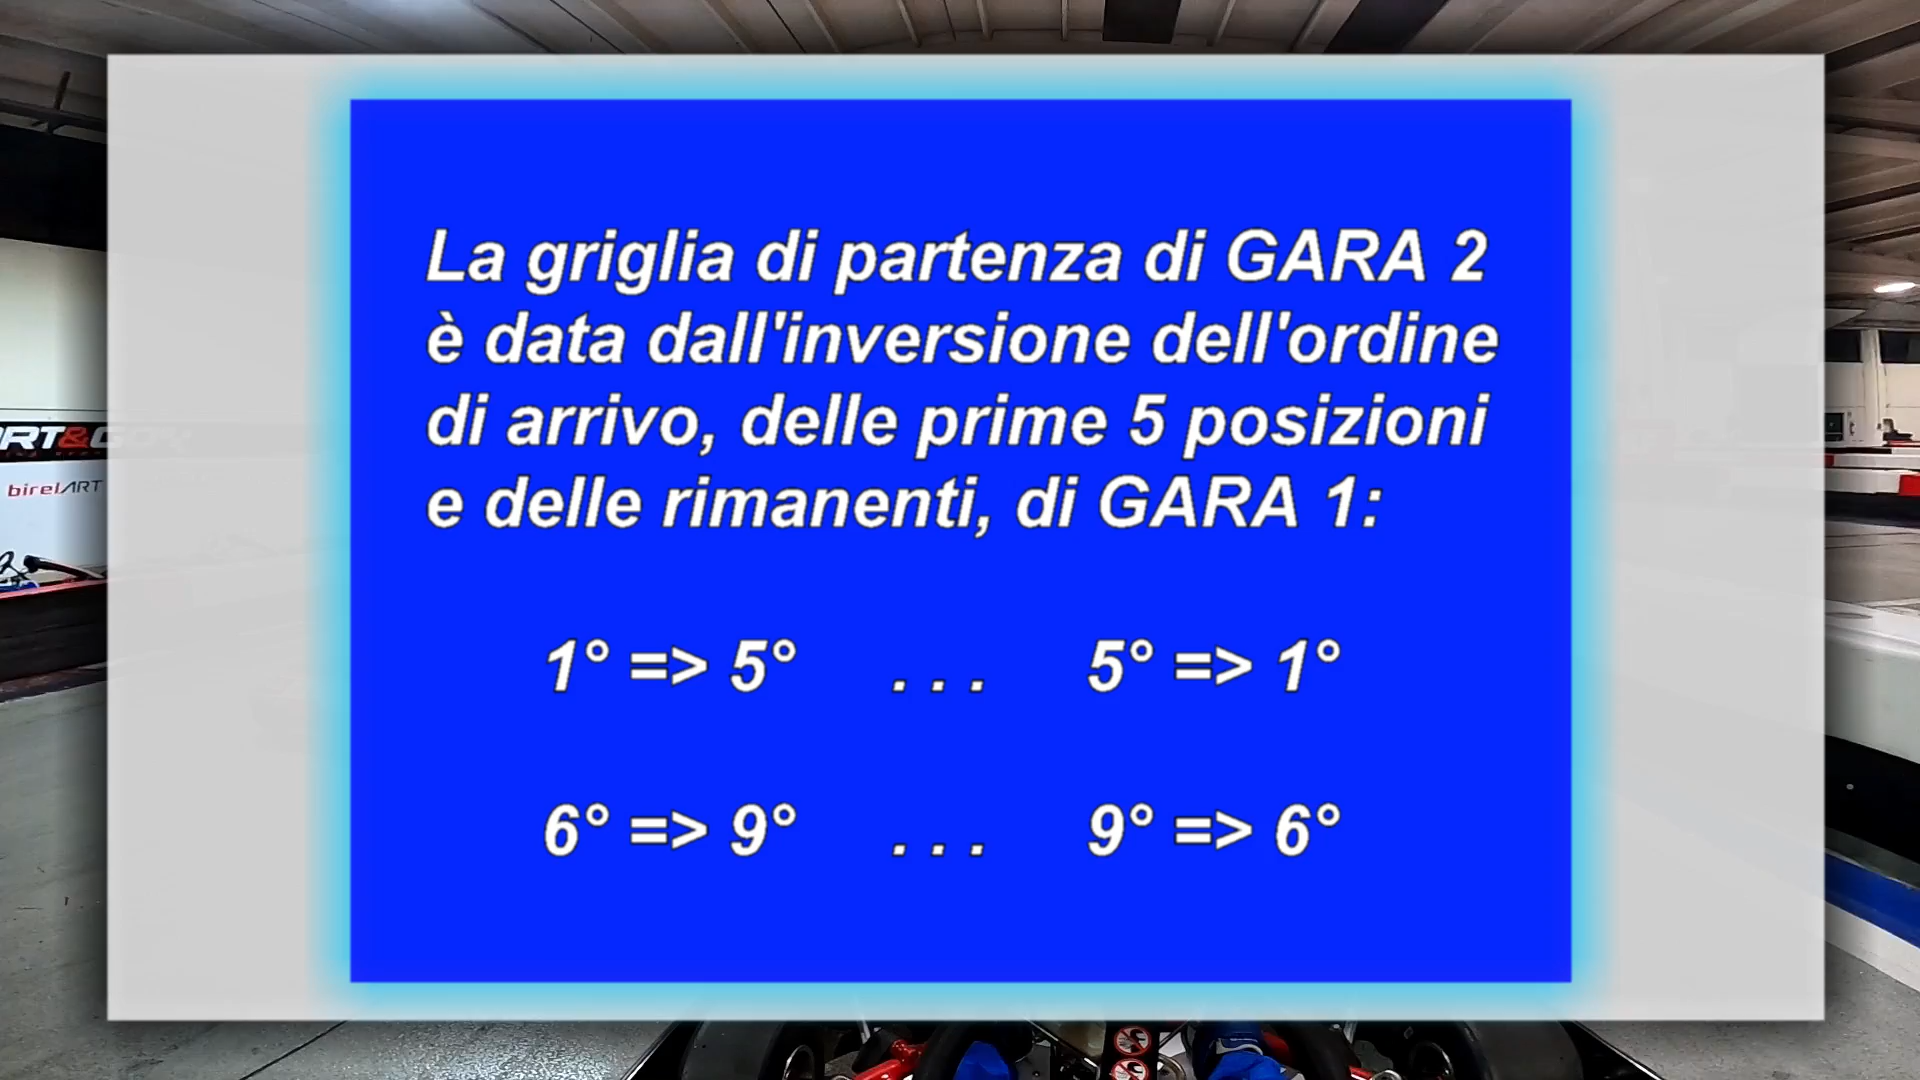 La griglia di partenza di GARA 2
è data dall'inversione dell'ordine
di arrivo, delle prime 5 posizioni
e delle rimanenti, di GARA 1:
1° => 5° . . . 5° => 1°
6° => 9° . . . 9° => 6°
birelART